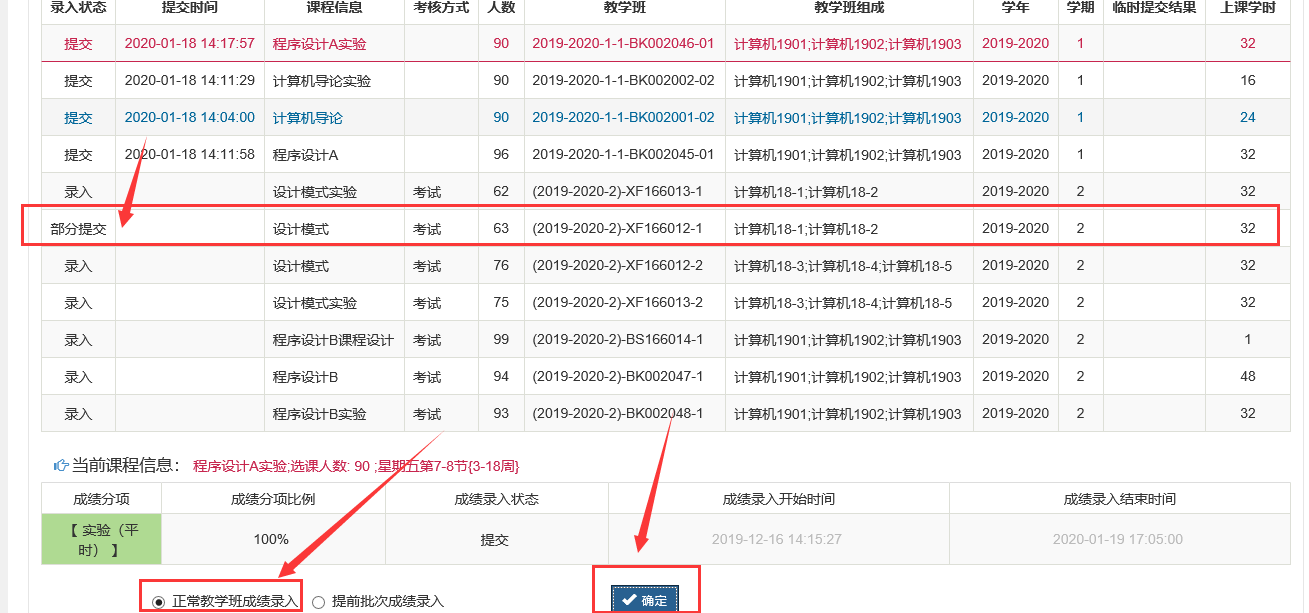 录入状态 提交时间 课程信息 考核方式 人数 教学班 教学班组成 学年 学期 临时提交结果 上课学时
提交 2020-01-18 14:17:57 程序设计A实验 90 2019-2020-1-1-BK002046-01 计算机1901;计算机1902;计算机1903 2019-2020 1 32
提交 2020-01-18 14:11:29 计算机导论实验 90 2019-2020-1-1-BK002002-02 计算机1901;计算机1902;计算机1903 2019-2020 1 16
提交 2020-01-18 14:04:00 计算机导论 90 2019-2020-1-1-BK002001-02 计算机1901;计算机1902;计算机1903 2019-2020 1 24
提交 2020-01-18 14:11:58 程序设计A 96 2019-2020-1-1-BK002045-01 计算机1901;计算机1902;计算机1903 2019-2020 1 32
录入 设计模式实验 考试 62 (2019-2020-2)-XF166013-1 计算机18-1;计算机18-2 2019-2020 2 32
部分提交 设计模式 考试 63 (2019-2020-2)-XF166012-1 计算机18-1;计算机18-2 2019-2020 2 32
录入 设计模式 考试 76 (2019-2020-2)-XF166012-2 计算机18-3;计算机18-4;计算机18-5 2019-2020 2 32
录入 设计模式实验 考试 75 (2019-2020-2)-XF166013-2 计算机18-3;计算机18-4;计算机18-5 2019-2020 2 32
录入 程序设计B课程设计 考试 99 (2019-2020-2)-BS166014-1 计算机1901;计算机1902;计算机1903 2019-2020 2 1
录入 程序设计B 考试 94 (2019-2020-2)-BK002047-1 计算机1901;计算机1902;计算机1903 2019-2020 2 48
录入 程序设计B实验 考试 93 (2019-2020-2)-BK002048-1 计算机1901;计算机1902;计算机1903 2019-2020 2 32
当前课程信息： 程序设计A实验;选课人数: 90 ;星期五第7-8节{3-18周}
成绩分项 成绩分项比例 成绩录入状态 成绩录入开始时间 成绩录入结束时间
【 实验（平
时） 】 100% 提交 2019-12-16 14:15:27 2020-01-19 17:05:00
正常教学班成绩录入 提前批次成绩录入 确定